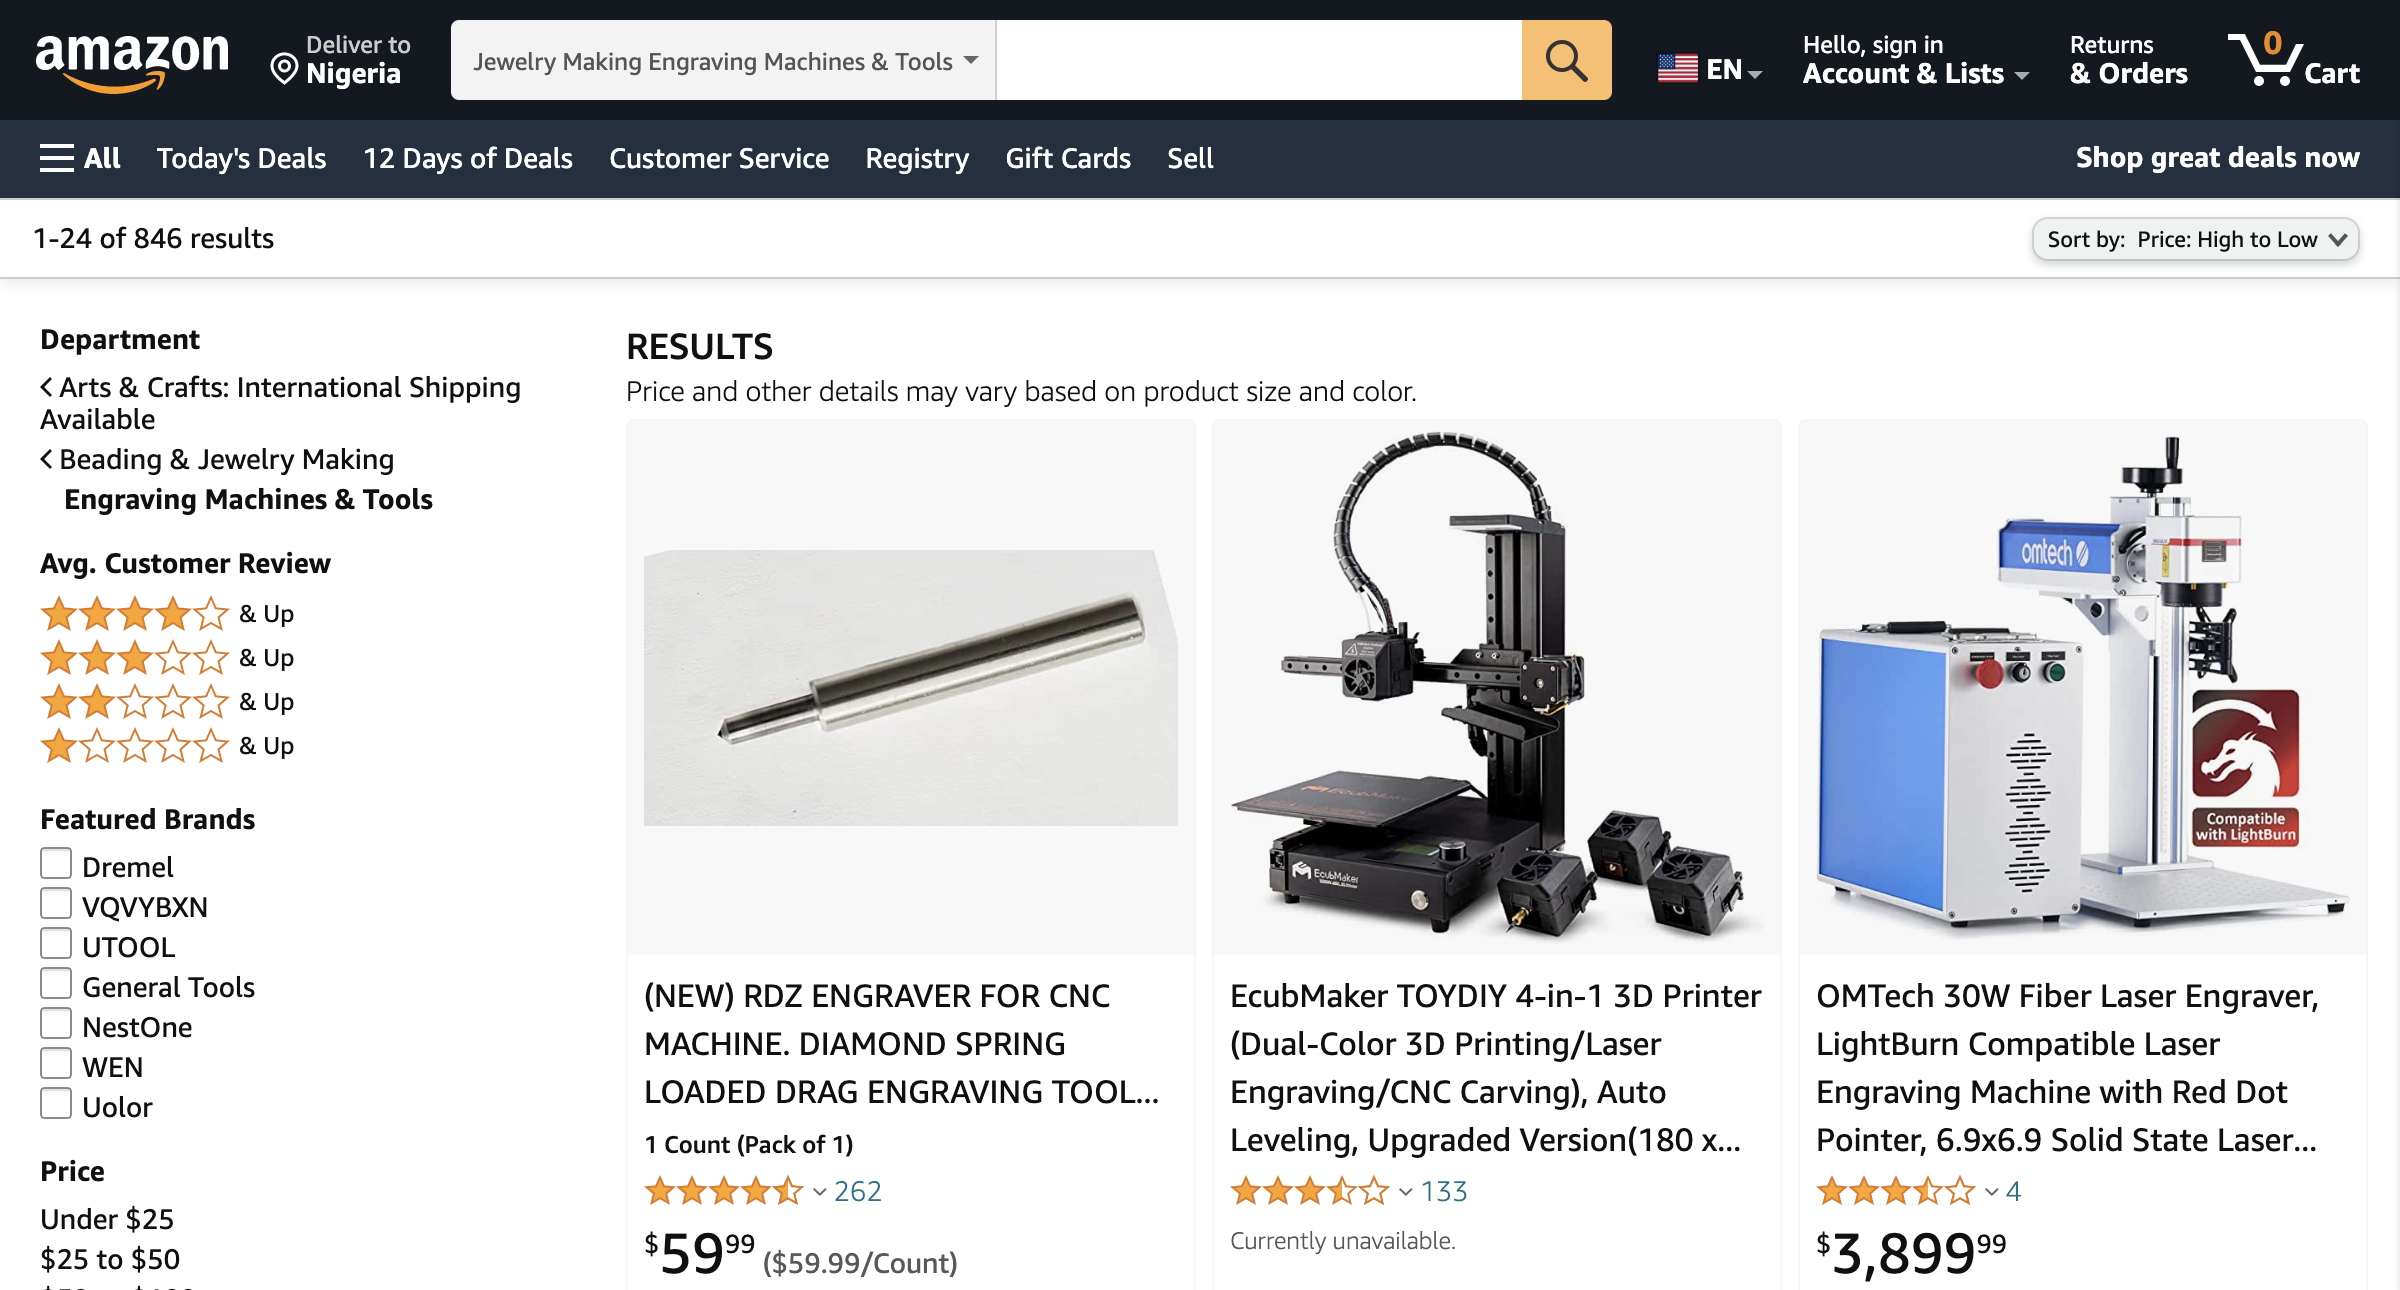 amazon
Deliver to
Nigeria
Jewelry Making Engraving Machines & Tools
EN
Hello, sign in
Account & Lists
Returns
& Orders
0
Cart
All
Today's Deals
12 Days of Deals
Customer Service
Registry
Gift Cards
Sell
Shop great deals now
1-24 of 846 results
Sort by: Price: High to Low
Department
Arts & Crafts: International Shipping
Available
Beading & Jewelry Making
Engraving Machines & Tools
Avg. Customer Review
& Up
& Up
& Up
& Up
Featured Brands
Dremel
VQVYBXN
UTOOL
General Tools
NestOne
WEN
Uolor
Price
Under $25
$25 to $50
RESULTS
Price and other details may vary based on product size and color.
(NEW) RDZ ENGRAVER FOR CNC
MACHINE. DIAMOND SPRING
LOADED DRAG ENGRAVING TOOL...
1 Count (Pack of 1)
262
$59.99 ($59.99/Count)
EcubMaker
EcubMaker
EcubMaker TOYDIY 4-in-1 3D Printer
(Dual-Color 3D Printing/Laser
Engraving/CNC Carving), Auto
Leveling, Upgraded Version(180 x...
133
Currently unavailable.
omtech
Compatible
with LightBurn
OMTech 30W Fiber Laser Engraver,
LightBurn Compatible Laser
Engraving Machine with Red Dot
Pointer, 6.9x6.9 Solid State Laser...
4
$3,899.99